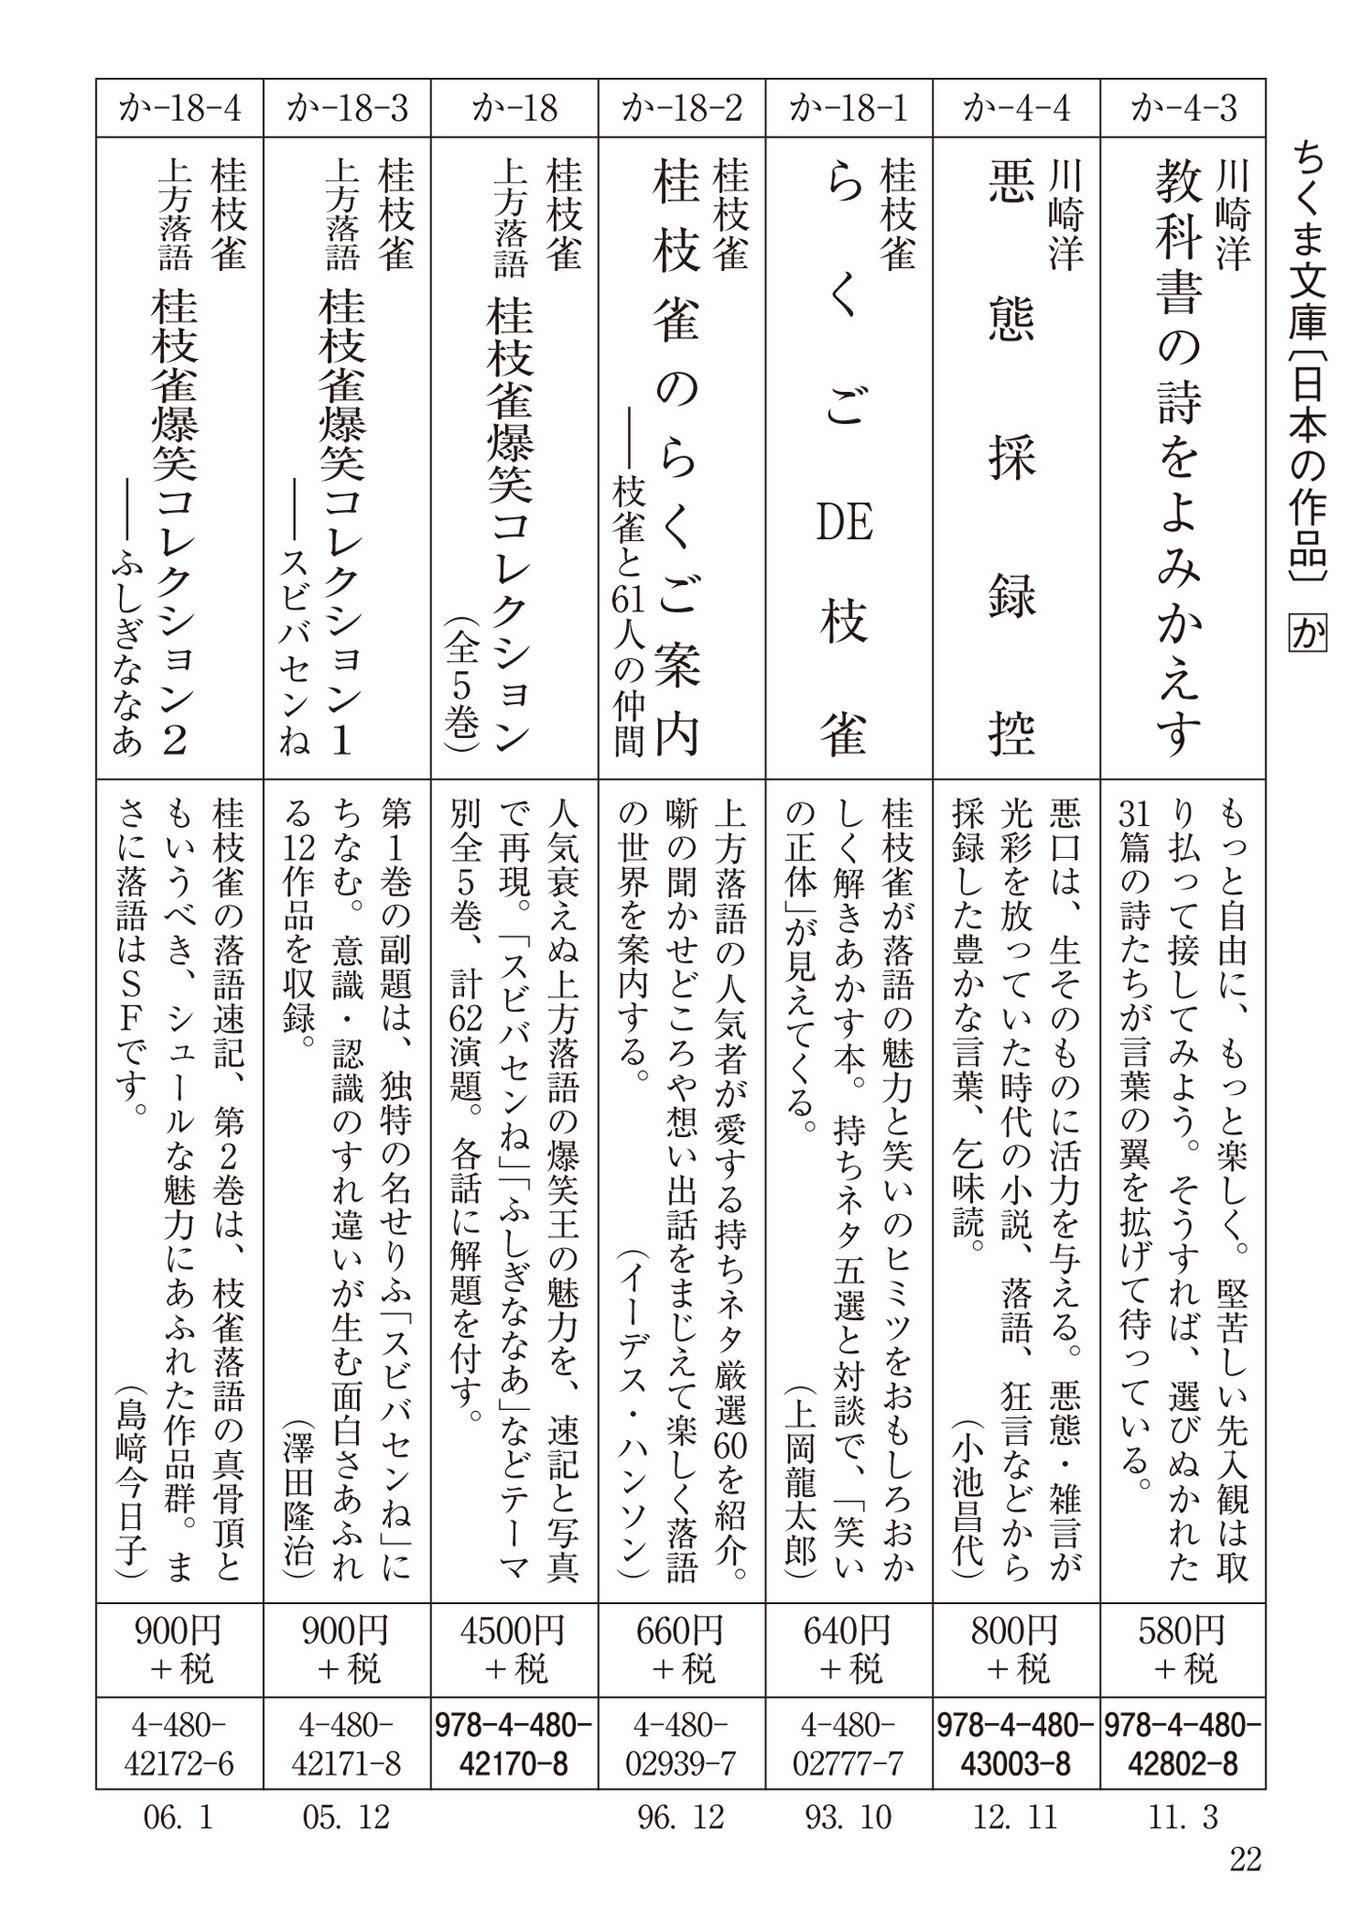 ちくま文庫〔日本の作品〕 か
か-4-3
川崎洋
教科書の詩をよみかえす
もっと自由に、もっと楽しく。堅苦しい先入観は取
り払って接してみよう。そうすれば、選びぬかれた
31篇の詩たちが言葉の翼を拡げて待っている。
580円
+税
978-4-480-
42802-8
11. 3
か-4-4
川崎洋
悪態採録控
悪口は、生そのものに活力を与える。悪態・雑言が
光彩を放っていた時代の小説、落語、狂言などから
採録した豊かな言葉、乞味読。
(小池昌代)
800円
+税
978-4-480-
43003-8
12. 11
か-18-1
桂枝雀
らくごDE枝雀
桂枝雀が落語の魅力と笑いのヒミツをおもしろおか
しく解きあかす本。持ちネタ五選と対談で、「笑い
の正体」が見えてくる。
(上岡龍太郎)
640円
+税
4-480-
02777-7
93. 10
か-18-2
桂枝雀
桂枝雀のらくご案内
――枝雀と61人の仲間
上方落語の人気者が愛する持ちネタ厳選60を紹介。
噺の聞かせどころや想い出話をまじえて楽しく落語
の世界を案内する。
(イーデス・ハンソン)
660円
+税
4-480-
02939-7
96. 12
か-18
桂枝雀
上方落語 桂枝雀爆笑コレクション
(全5巻)
人気衰えぬ上方落語の爆笑王の魅力を、速記と写真
で再現。「スビバセンね」「ふしぎななあ」などテーマ
別全5巻、計62演題。各話に解題を付す。
4500円
+税
978-4-480-
42170-8
か-18-3
桂枝雀
上方落語 桂枝雀爆笑コレクション1
――スビバセンね
第1巻の副題は、独特の名せりふ「スビバセンね」に
ちなむ。意識・認識のすれ違いが生む面白さあふれ
る12作品を収録。
(澤田隆治)
900円
+税
4-480-
42171-8
05. 12
か-18-4
桂枝雀
上方落語 桂枝雀爆笑コレクション2
――ふしぎななあ
桂枝雀の落語速記、第2巻は、枝雀落語の真骨頂と
もいうべき、シュールな魅力にあふれた作品群。ま
さに落語はSFです。
(島﨑今日子)
900円
+税
4-480-
42172-6
06. 1
22